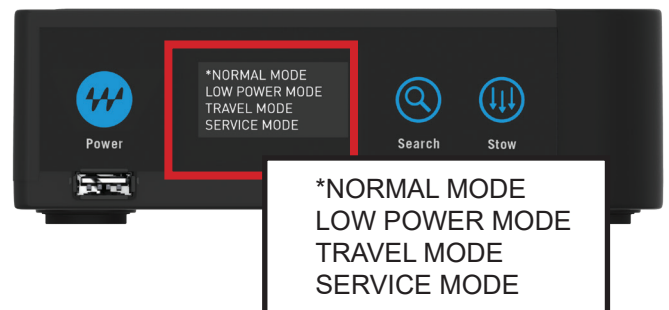 *NORMAL MODE
LOW POWER MODE
TRAVEL MODE
SERVICE MODE
Power
Search
Stow
*NORMAL MODE
LOW POWER MODE
TRAVEL MODE
SERVICE MODE